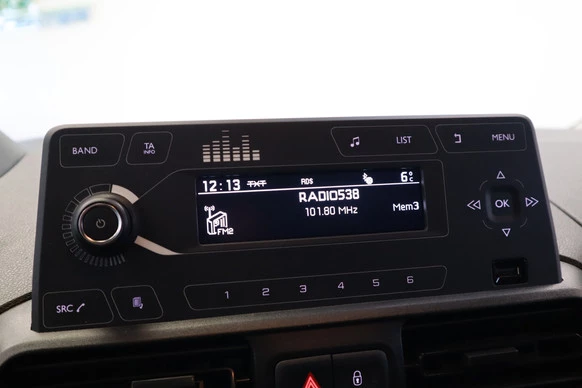 BAND
TA
INFO
LIST
MENU
12:13 TXT RDS 6°C
RADIO538
101.80 MHz
Mem3
FM2
OK
SRC
1 2 3 4 5 6